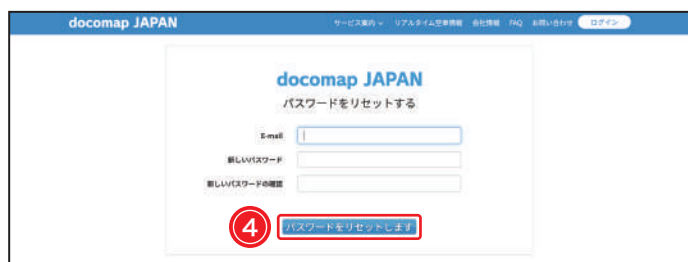 docomap JAPAN サービス案内 リアルタイム空車情報 会社情報 FAQ お問い合わせ ログイン
docomap JAPAN
パスワードをリセットする
E-mail
新しいパスワード
新しいパスワードの確認
④ パスワードをリセットします